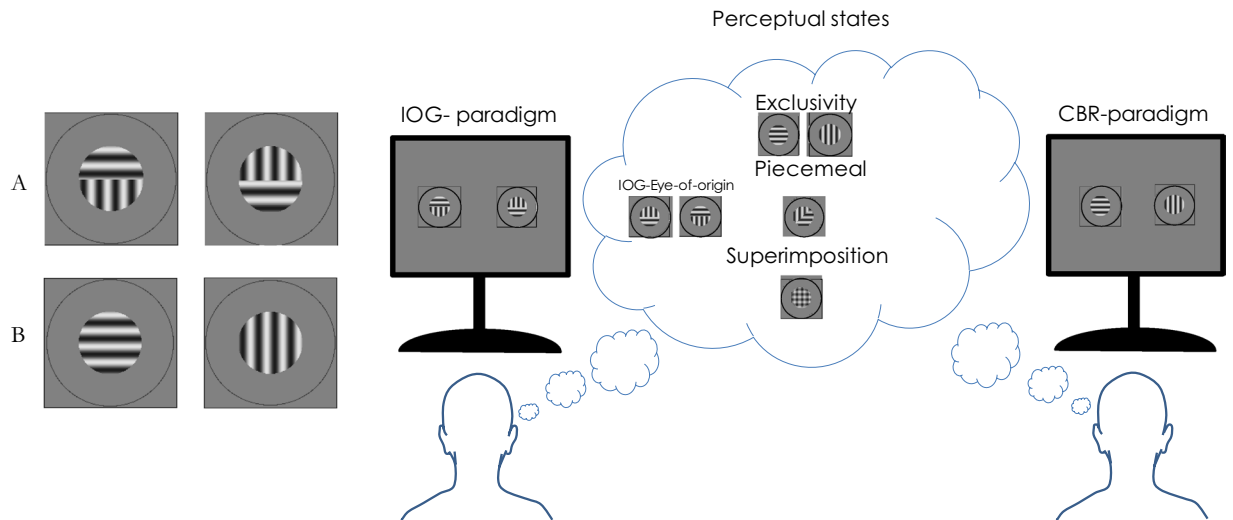 Perceptual states
A
B
IOG- paradigm
Exclusivity
Piecemeal
IOG-Eye-of-origin
Superimposition
CBR-paradigm